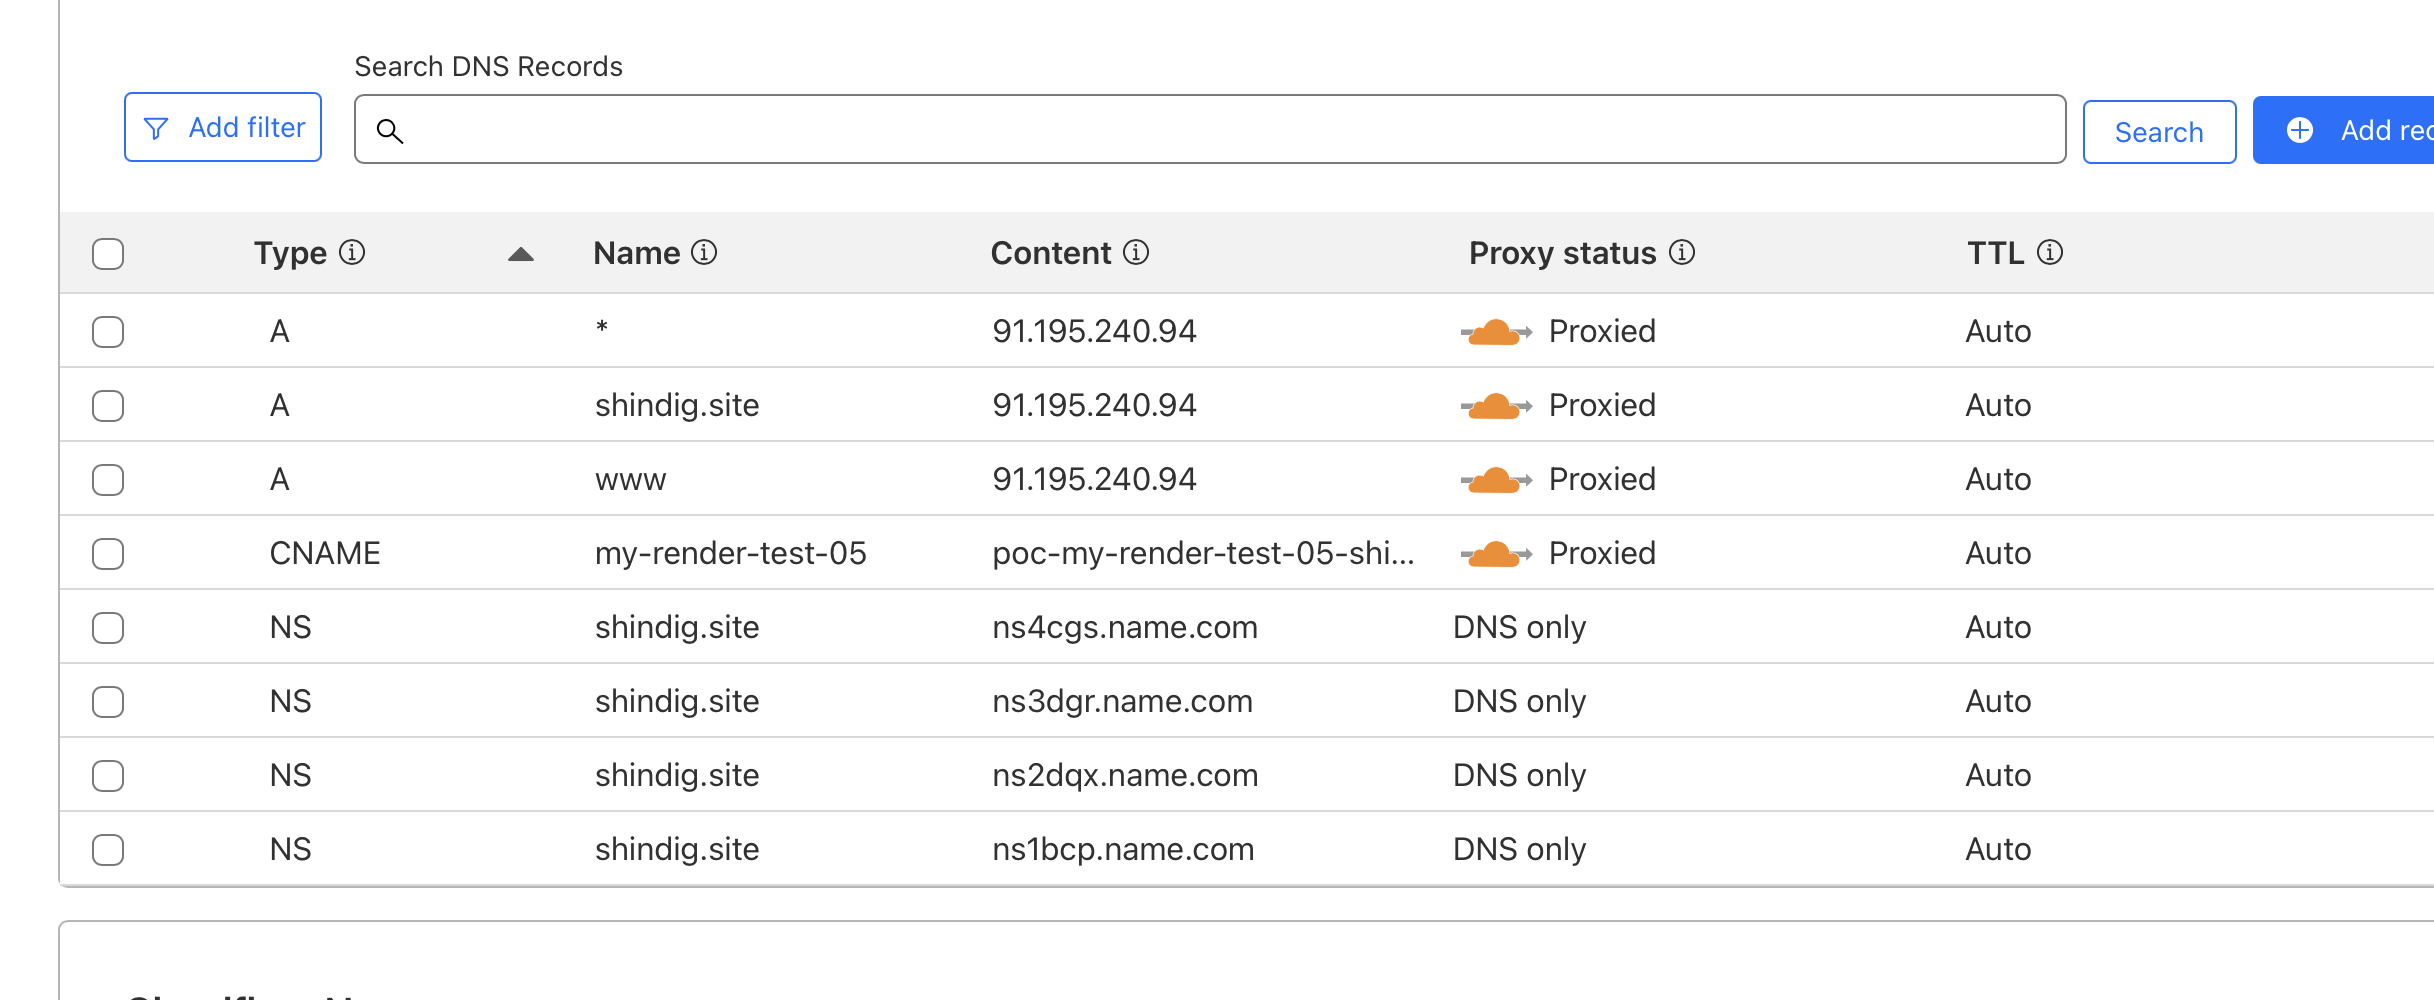 Search DNS Records
Add filter
Search
Add rec
Type Name Content Proxy status TTL
A * 91.195.240.94 Proxied Auto
A shindig.site 91.195.240.94 Proxied Auto
A www 91.195.240.94 Proxied Auto
CNAME my-render-test-05 poc-my-render-test-05-shi... Proxied Auto
NS shindig.site ns4cgs.name.com DNS only Auto
NS shindig.site ns3dgr.name.com DNS only Auto
NS shindig.site ns2dqx.name.com DNS only Auto
NS shindig.site ns1bcp.name.com DNS only Auto